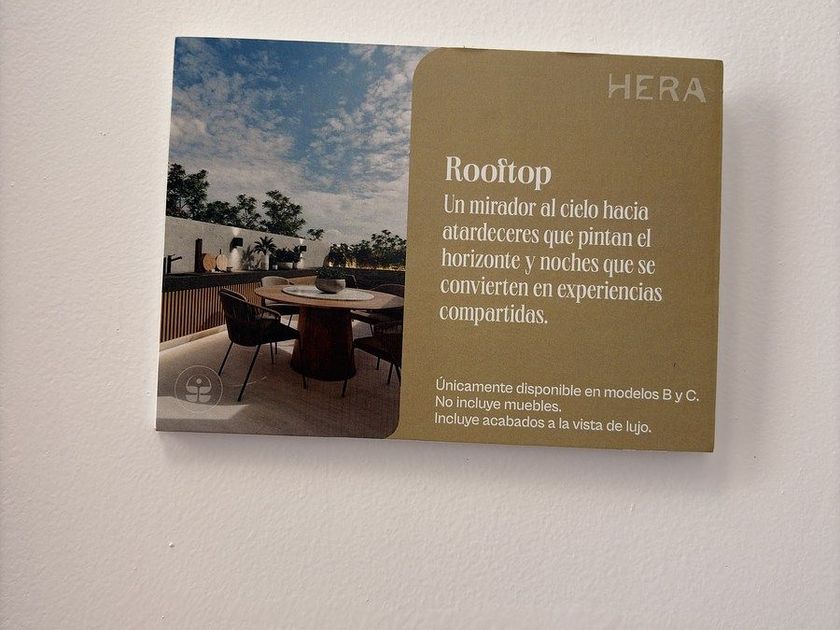 HERA
Rooftop
Un mirador al cielo hacia
atardeceres que pintan el
horizonte y noches que se
convierten en experiencias
compartidas.
Únicamente disponible en modelos B y C.
No incluye muebles.
Incluye acabados a la vista de lujo.